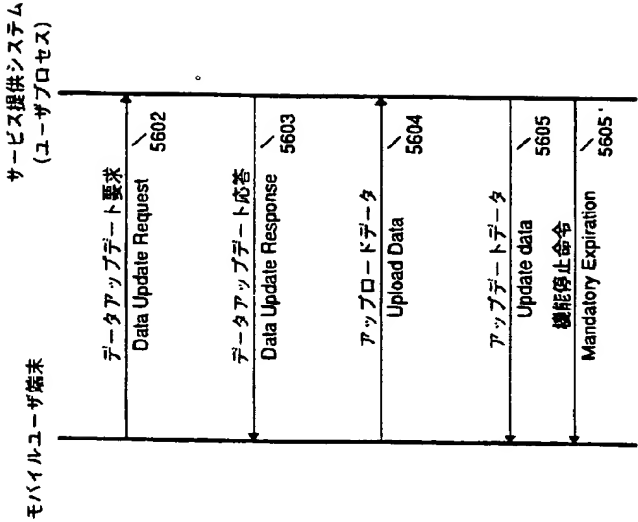 モバイルユーザ端末
サービス提供システム
(ユーザプロセス)
データアップデート要求
Data Update Request
5602
データアップデート応答
Data Update Response
5603
アップロードデータ
Upload Data
5604
アップデートデータ
Update data
5605
機能停止命令
Mandatory Expiration
5605'